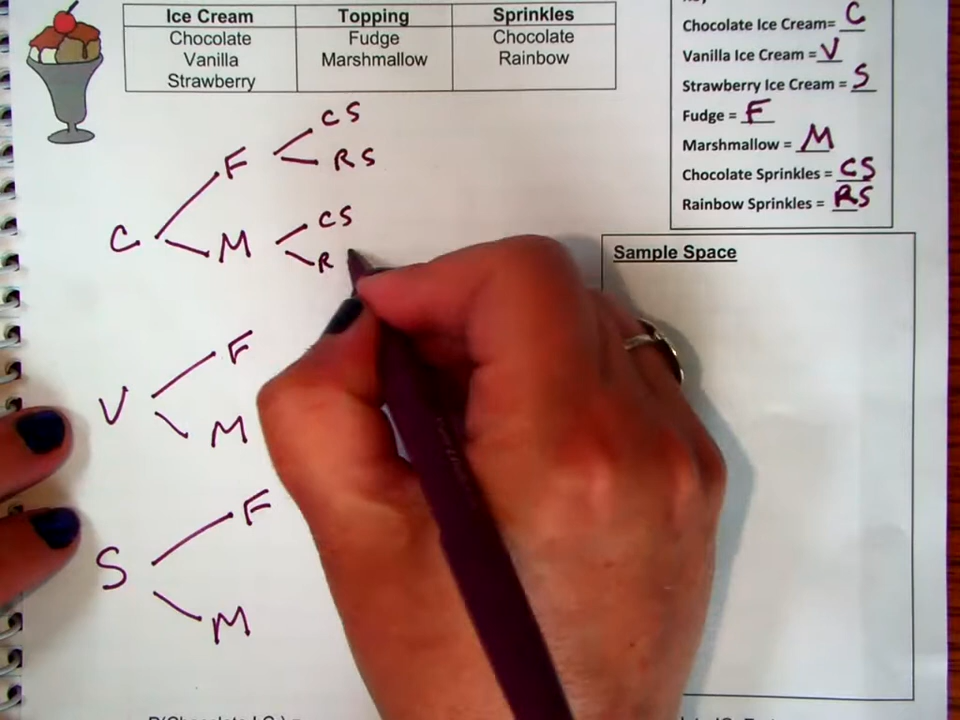 Ice Cream Topping Sprinkles
Chocolate Fudge Chocolate
Vanilla Marshmallow Rainbow
Strawberry
Chocolate Ice Cream= C
Vanilla Ice Cream = V
Strawberry Ice Cream = S
Fudge = F
Marshmallow = M
Chocolate Sprinkles = CS
Rainbow Sprinkles = RS
CS
F
RS
C
CS
M
R
F
V
M
F
S
M
Sample Space